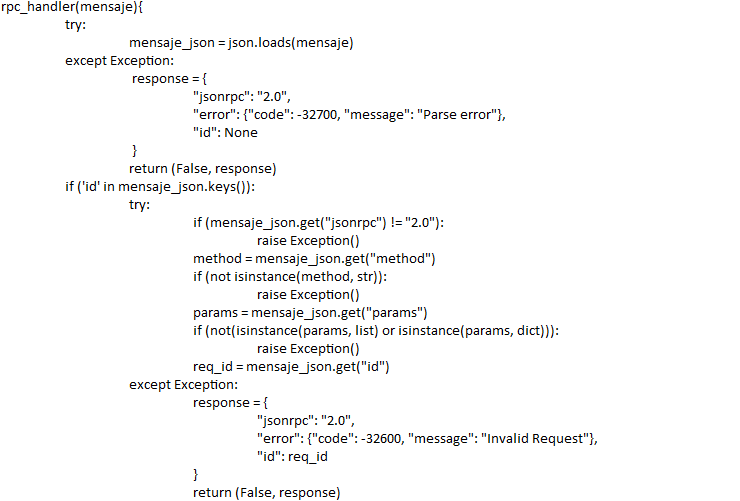 rpc_handler(mensaje){
try:
mensaje_json = json.loads(mensaje)
except Exception:
response = {
"jsonrpc": "2.0",
"error": {"code": -32700, "message": "Parse error"},
"id": None
}
return (False, response)
if ('id' in mensaje_json.keys()):
try:
if (mensaje_json.get("jsonrpc") != "2.0"):
raise Exception()
method = mensaje_json.get("method")
if (not isinstance(method, str)):
raise Exception()
params = mensaje_json.get("params")
if (not(isinstance(params, list) or isinstance(params, dict))):
raise Exception()
req_id = mensaje_json.get("id")
except Exception:
response = {
"jsonrpc": "2.0",
"error": {"code": -32600, "message": "Invalid Request"},
"id": req_id
}
return (False, response)